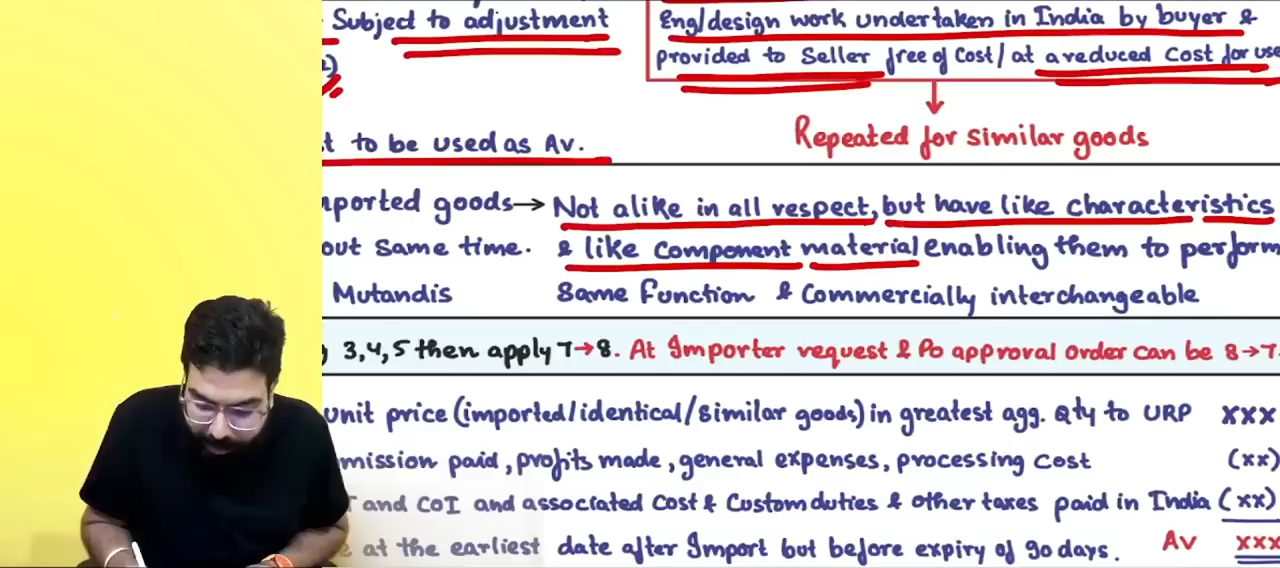 Subject to adjustment
Eng/design work undertaken in India by buyer &
provided to Seller free of Cost/ at a reduced Cost for use
to be used as Av.
Repeated for similar goods
goods → Not alike in all respect, but have like characteristics
Same time. & like Component material enabling them to perform
Mutandis Same Function & Commercially interchangeable
3,4,5 then apply 7→8. At Importer request & Po approval order can be 8→7.
unit price (imported/identical/similar goods) in greatest agg. Qty to URP xxx
paid, profits made, general expenses, processing Cost (xx)
and COI and associated Cost & Custom duties & other taxes paid in India (xx)
at the earliest date after Import but before expiry of 90 days. Av xxx